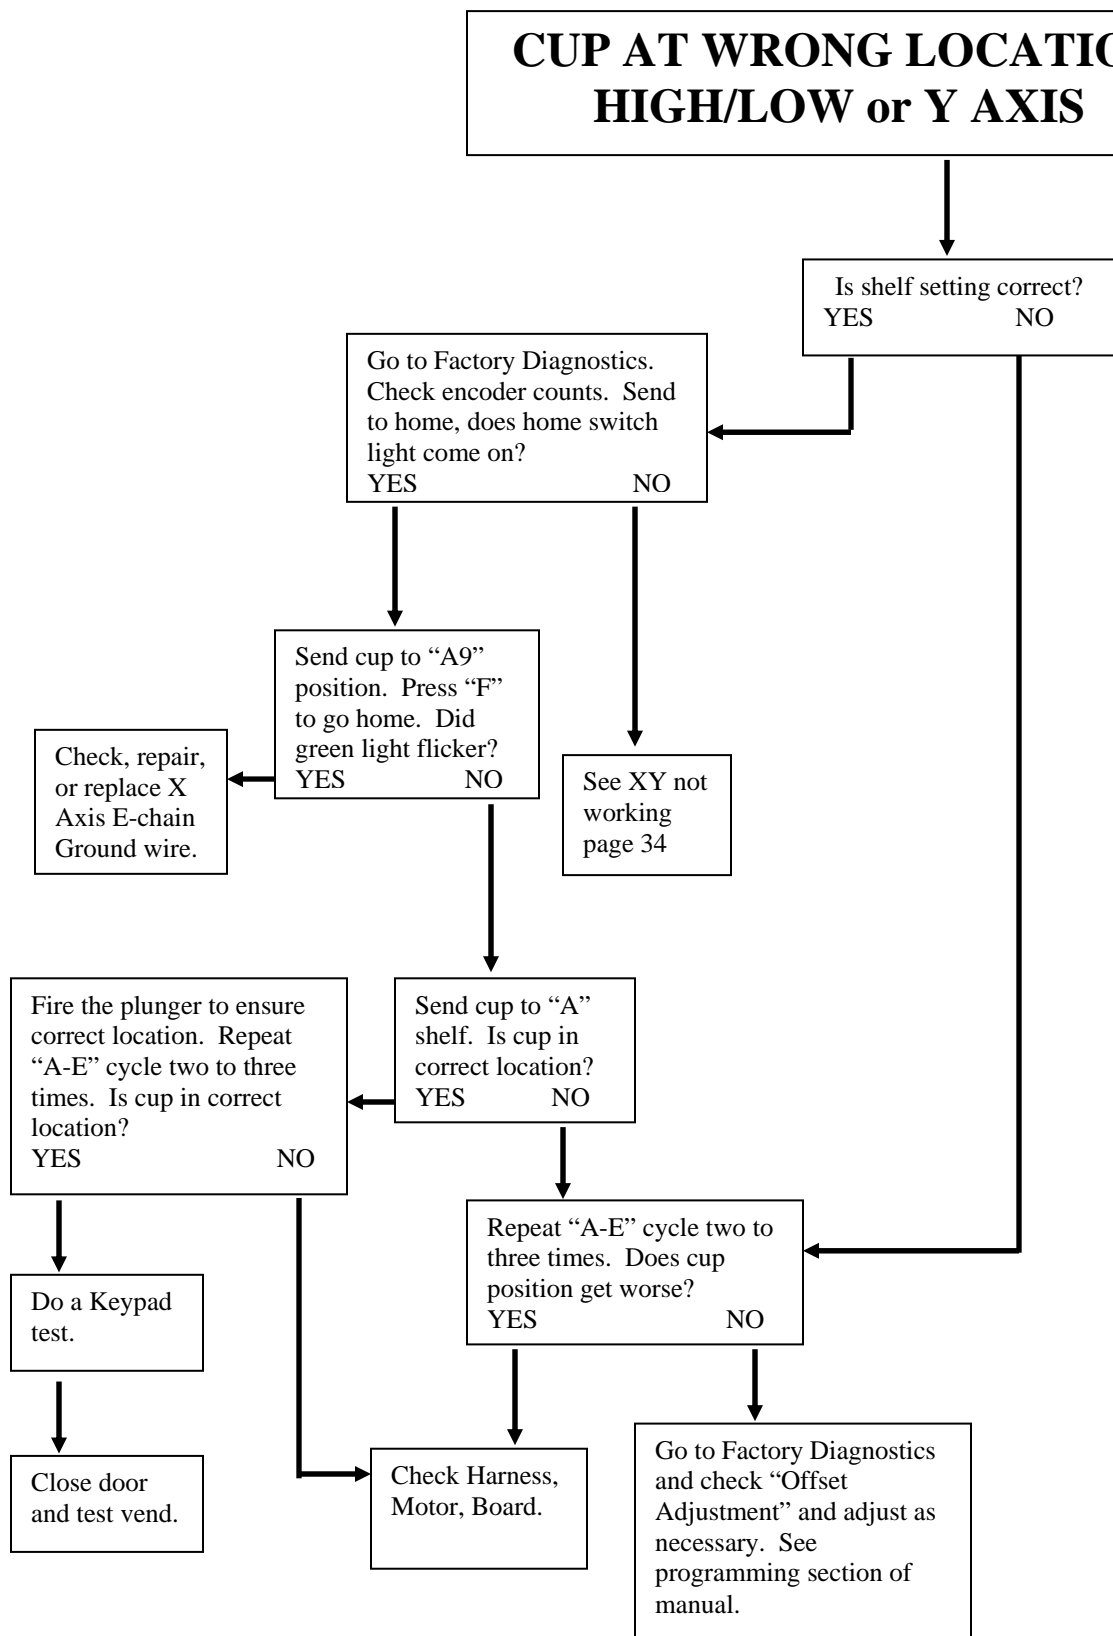 CUP AT WRONG LOCATIO
HIGH/LOW or Y AXIS
Is shelf setting correct?
YES NO
Go to Factory Diagnostics.
Check encoder counts. Send
to home, does home switch
light come on?
YES NO
Send cup to “A9”
position. Press “F”
to go home. Did
green light flicker?
YES NO
Check, repair,
or replace X
Axis E-chain
Ground wire.
See XY not
working
page 34
Fire the plunger to ensure
correct location. Repeat
“A-E” cycle two to three
times. Is cup in correct
location?
YES NO
Send cup to “A”
shelf. Is cup in
correct location?
YES NO
Repeat “A-E” cycle two to
three times. Does cup
position get worse?
YES NO
Do a Keypad
test.
Close door
and test vend.
Check Harness,
Motor, Board.
Go to Factory Diagnostics
and check “Offset
Adjustment” and adjust as
necessary. See
programming section of
manual.